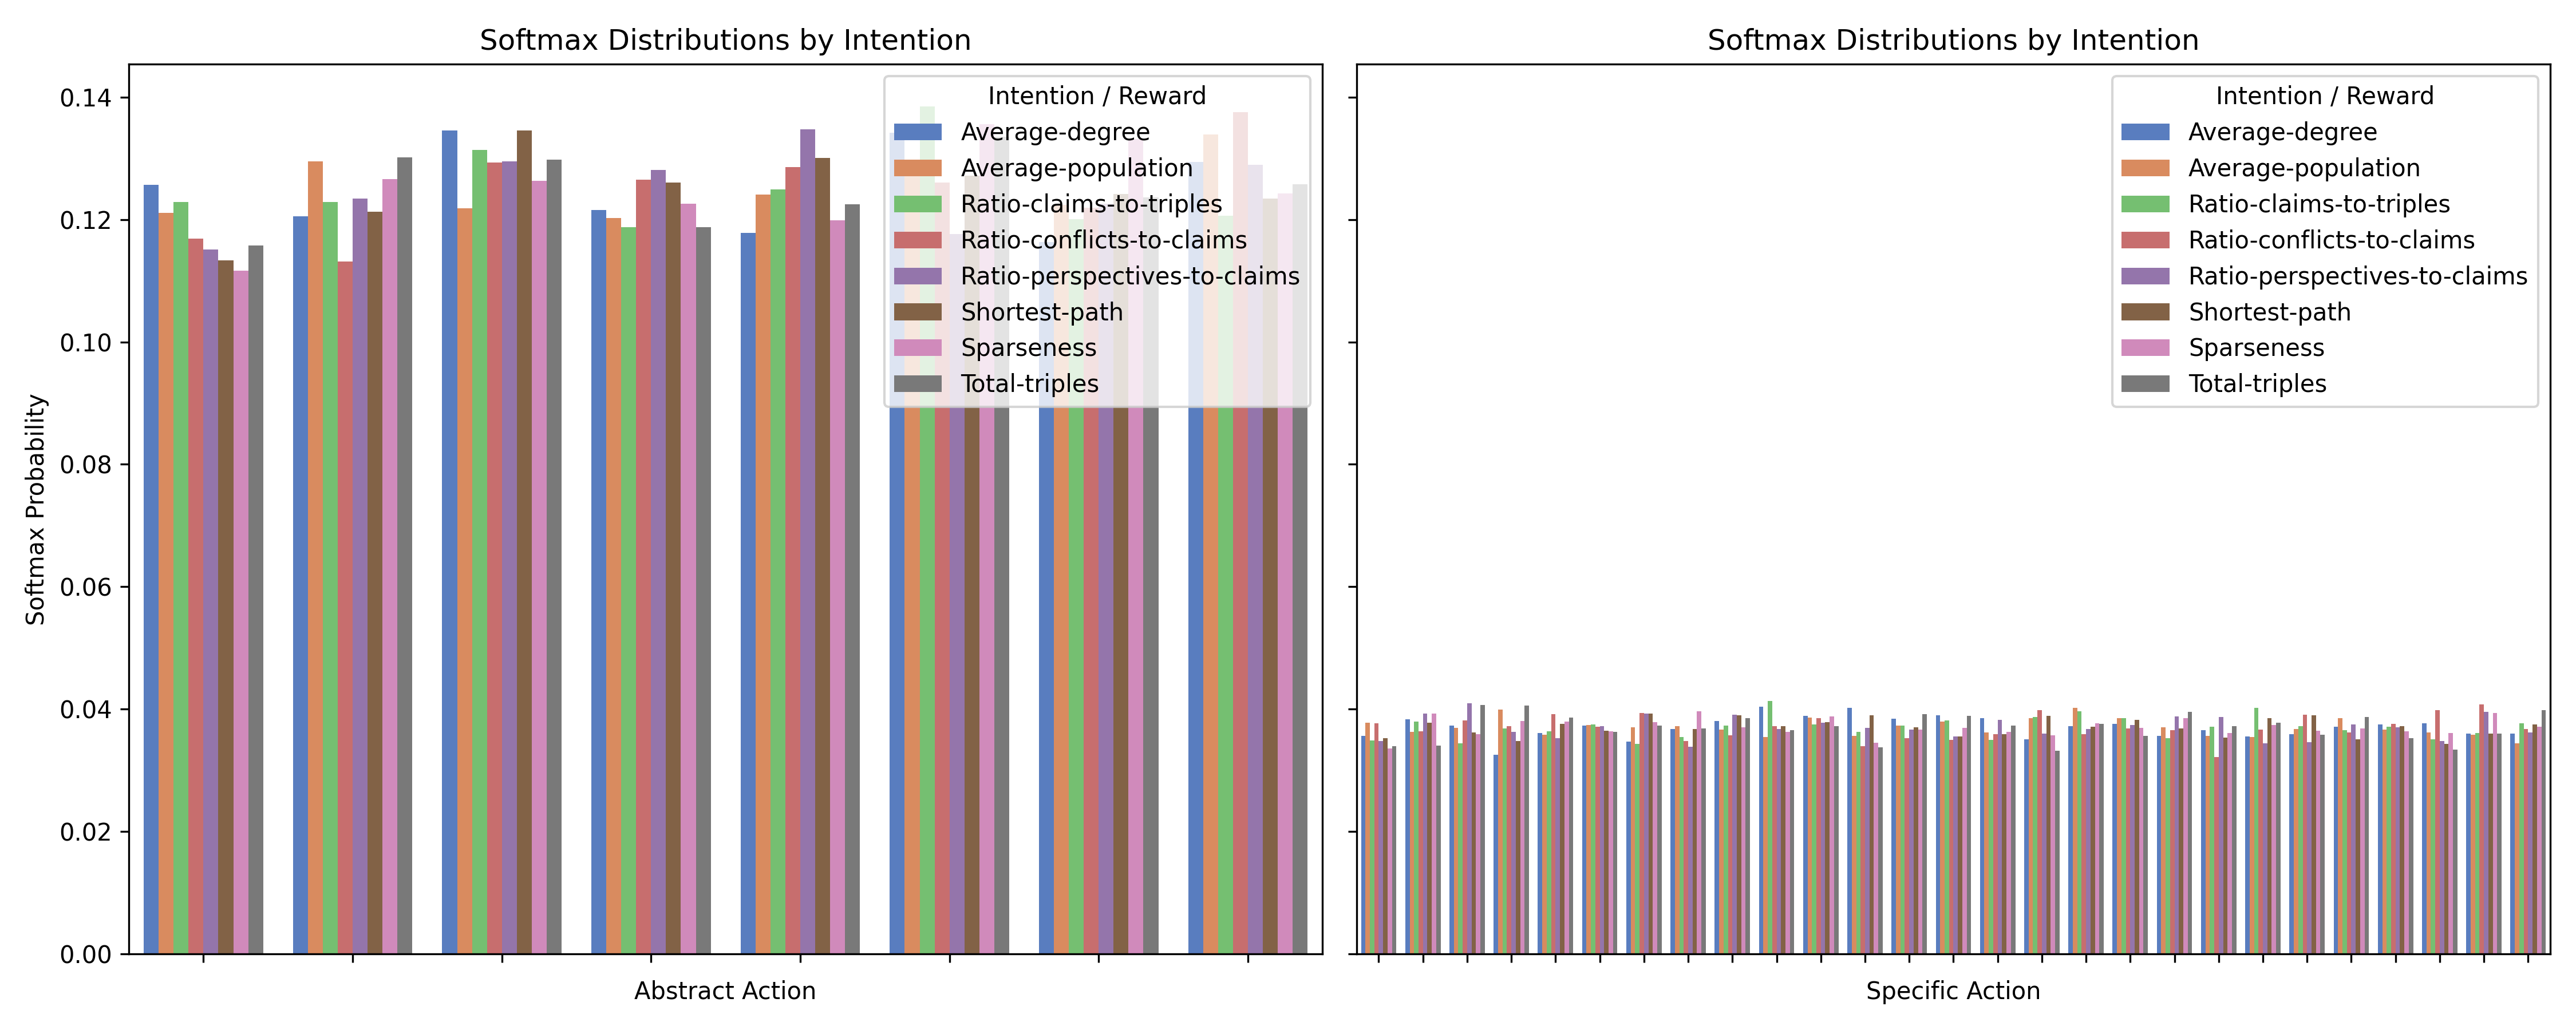 Softmax Distributions by Intention
Softmax Probability
0.14
0.12
0.10
0.08
0.06
0.04
0.02
0.00
Intention / Reward
Average-degree
Average-population
Ratio-claims-to-triples
Ratio-conflicts-to-claims
Ratio-perspectives-to-claims
Shortest-path
Sparseness
Total-triples
Abstract Action
Softmax Distributions by Intention
Intention / Reward
Average-degree
Average-population
Ratio-claims-to-triples
Ratio-conflicts-to-claims
Ratio-perspectives-to-claims
Shortest-path
Sparseness
Total-triples
Specific Action